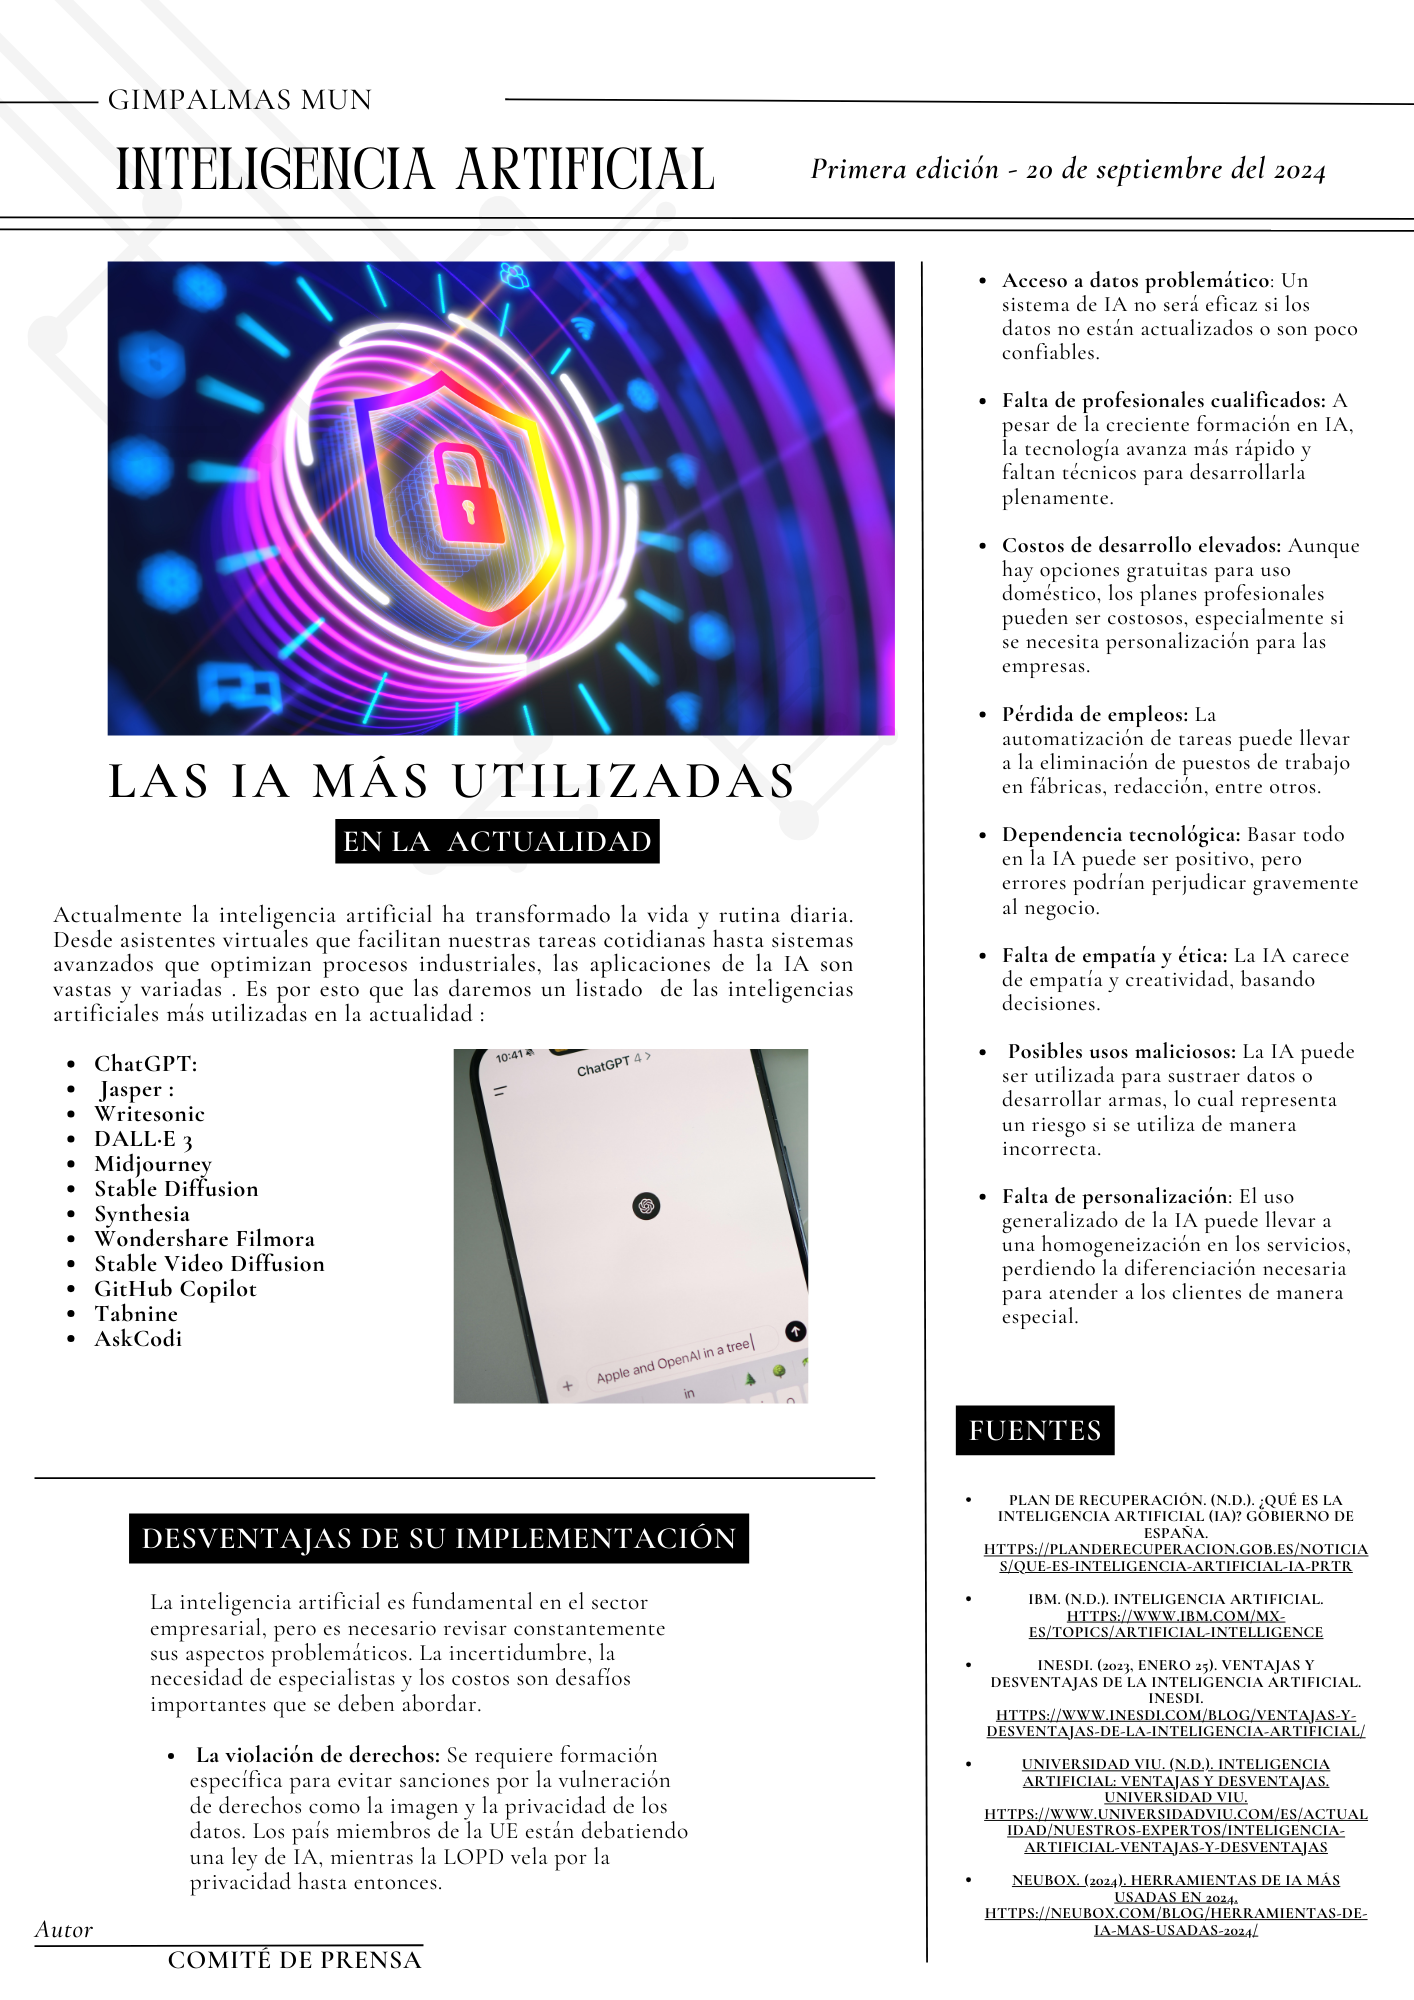 GIMPALMAS MUN
INTELIGENCIA ARTIFICIAL
Primera edición - 20 de septiembre del 2024
LAS IA MÁS UTILIZADAS
EN LA ACTUALIDAD
Actualmente la inteligencia artificial ha transformado la vida y rutina diaria.
Desde asistentes virtuales que facilitan nuestras tareas cotidianas hasta sistemas
avanzados que optimizan procesos industriales, las aplicaciones de la IA son
vastas y variadas . Es por esto que las daremos un listado de las inteligencias
artificiales más utilizadas en la actualidad :
• ChatGPT:
• Jasper :
• Writesonic
• DALL·E 3
• Midjourney
• Stable Diffusion
• Synthesia
• Wondershare Filmora
• Stable Video Diffusion
• GitHub Copilot
• Tabnine
• AskCodi
10:41
ChatGPT 4 >
Apple and OpenAI in a tree
in
DESVENTAJAS DE SU IMPLEMENTACIÓN
La inteligencia artificial es fundamental en el sector
empresarial, pero es necesario revisar constantemente
sus aspectos problemáticos. La incertidumbre, la
necesidad de especialistas y los costos son desafíos
importantes que se deben abordar.
• La violación de derechos: Se requiere formación
específica para evitar sanciones por la vulneración
de derechos como la imagen y la privacidad de los
datos. Los país miembros de la UE están debatiendo
una ley de IA, mientras la LOPD vela por la
privacidad hasta entonces.
Autor
COMITÉ DE PRENSA
• Acceso a datos problemático: Un
sistema de IA no será eficaz si los
datos no están actualizados o son poco
confiables.
• Falta de profesionales cualificados: A
pesar de la creciente formación en IA,
la tecnología avanza más rápido y
faltan técnicos para desarrollarla
plenamente.
• Costos de desarrollo elevados: Aunque
hay opciones gratuitas para uso
doméstico, los planes profesionales
pueden ser costosos, especialmente si
se necesita personalización para las
empresas.
• Pérdida de empleos: La
automatización de tareas puede llevar
a la eliminación de puestos de trabajo
en fábricas, redacción, entre otros.
• Dependencia tecnológica: Basar todo
en la IA puede ser positivo, pero
errores podrían perjudicar gravemente
al negocio.
• Falta de empatía y ética: La IA carece
de empatía y creatividad, basando
decisiones.
• Posibles usos maliciosos: La IA puede
ser utilizada para sustraer datos o
desarrollar armas, lo cual representa
un riesgo si se utiliza de manera
incorrecta.
• Falta de personalización: El uso
generalizado de la IA puede llevar a
una homogeneización en los servicios,
perdiendo la diferenciación necesaria
para atender a los clientes de manera
especial.
FUENTES
• PLAN DE RECUPERACIÓN. (N.D.). ¿QUÉ ES LA
INTELIGENCIA ARTIFICIAL (IA)? GOBIERNO DE
ESPAÑA.
HTTPS://PLANDERECUPERACION.GOB.ES/NOTICIA
S/QUE-ES-INTELIGENCIA-ARTIFICIAL-IA-PRTR
• IBM. (N.D.). INTELIGENCIA ARTIFICIAL.
HTTPS://WWW.IBM.COM/MX-
ES/TOPICS/ARTIFICIAL-INTELLIGENCE
• INESDI. (2023, ENERO 25). VENTAJAS Y
DESVENTAJAS DE LA INTELIGENCIA ARTIFICIAL.
INESDI.
HTTPS://WWW.INESDI.COM/BLOG/VENTAJAS-Y-
DESVENTAJAS-DE-LA-INTELIGENCIA-ARTIFICIAL/
• UNIVERSIDAD VIU. (N.D.). INTELIGENCIA
ARTIFICIAL: VENTAJAS Y DESVENTAJAS.
UNIVERSIDAD VIU.
HTTPS://WWW.UNIVERSIDADVIU.COM/ES/ACTUAL
IDAD/NUESTROS-EXPERTOS/INTELIGENCIA-
ARTIFICIAL-VENTAJAS-Y-DESVENTAJAS
• NEUBOX. (2024). HERRAMIENTAS DE IA MÁS
USADAS EN 2024.
HTTPS://NEUBOX.COM/BLOG/HERRAMIENTAS-DE-
IA-MAS-USADAS-2024/